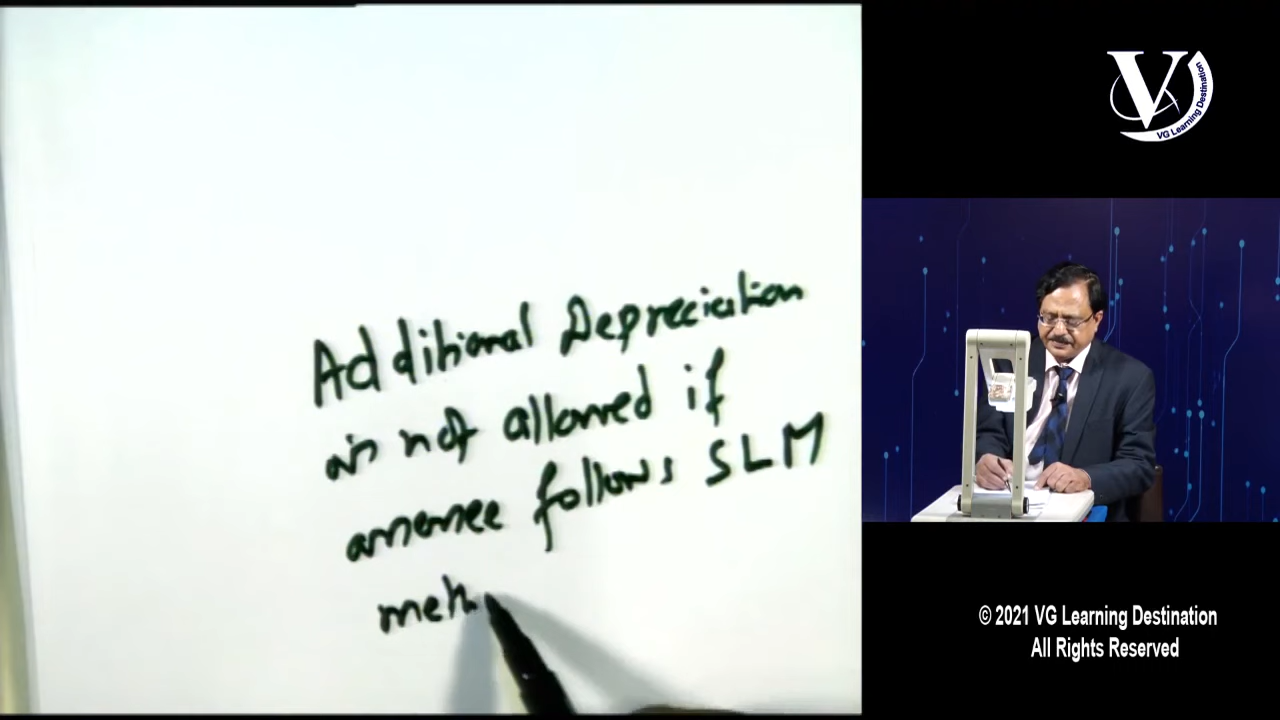 Additional Depreciation
is not allowed if
assessee follows SLM
meth
V
VG Learning Destination
© 2021 VG Learning Destination
All Rights Reserved